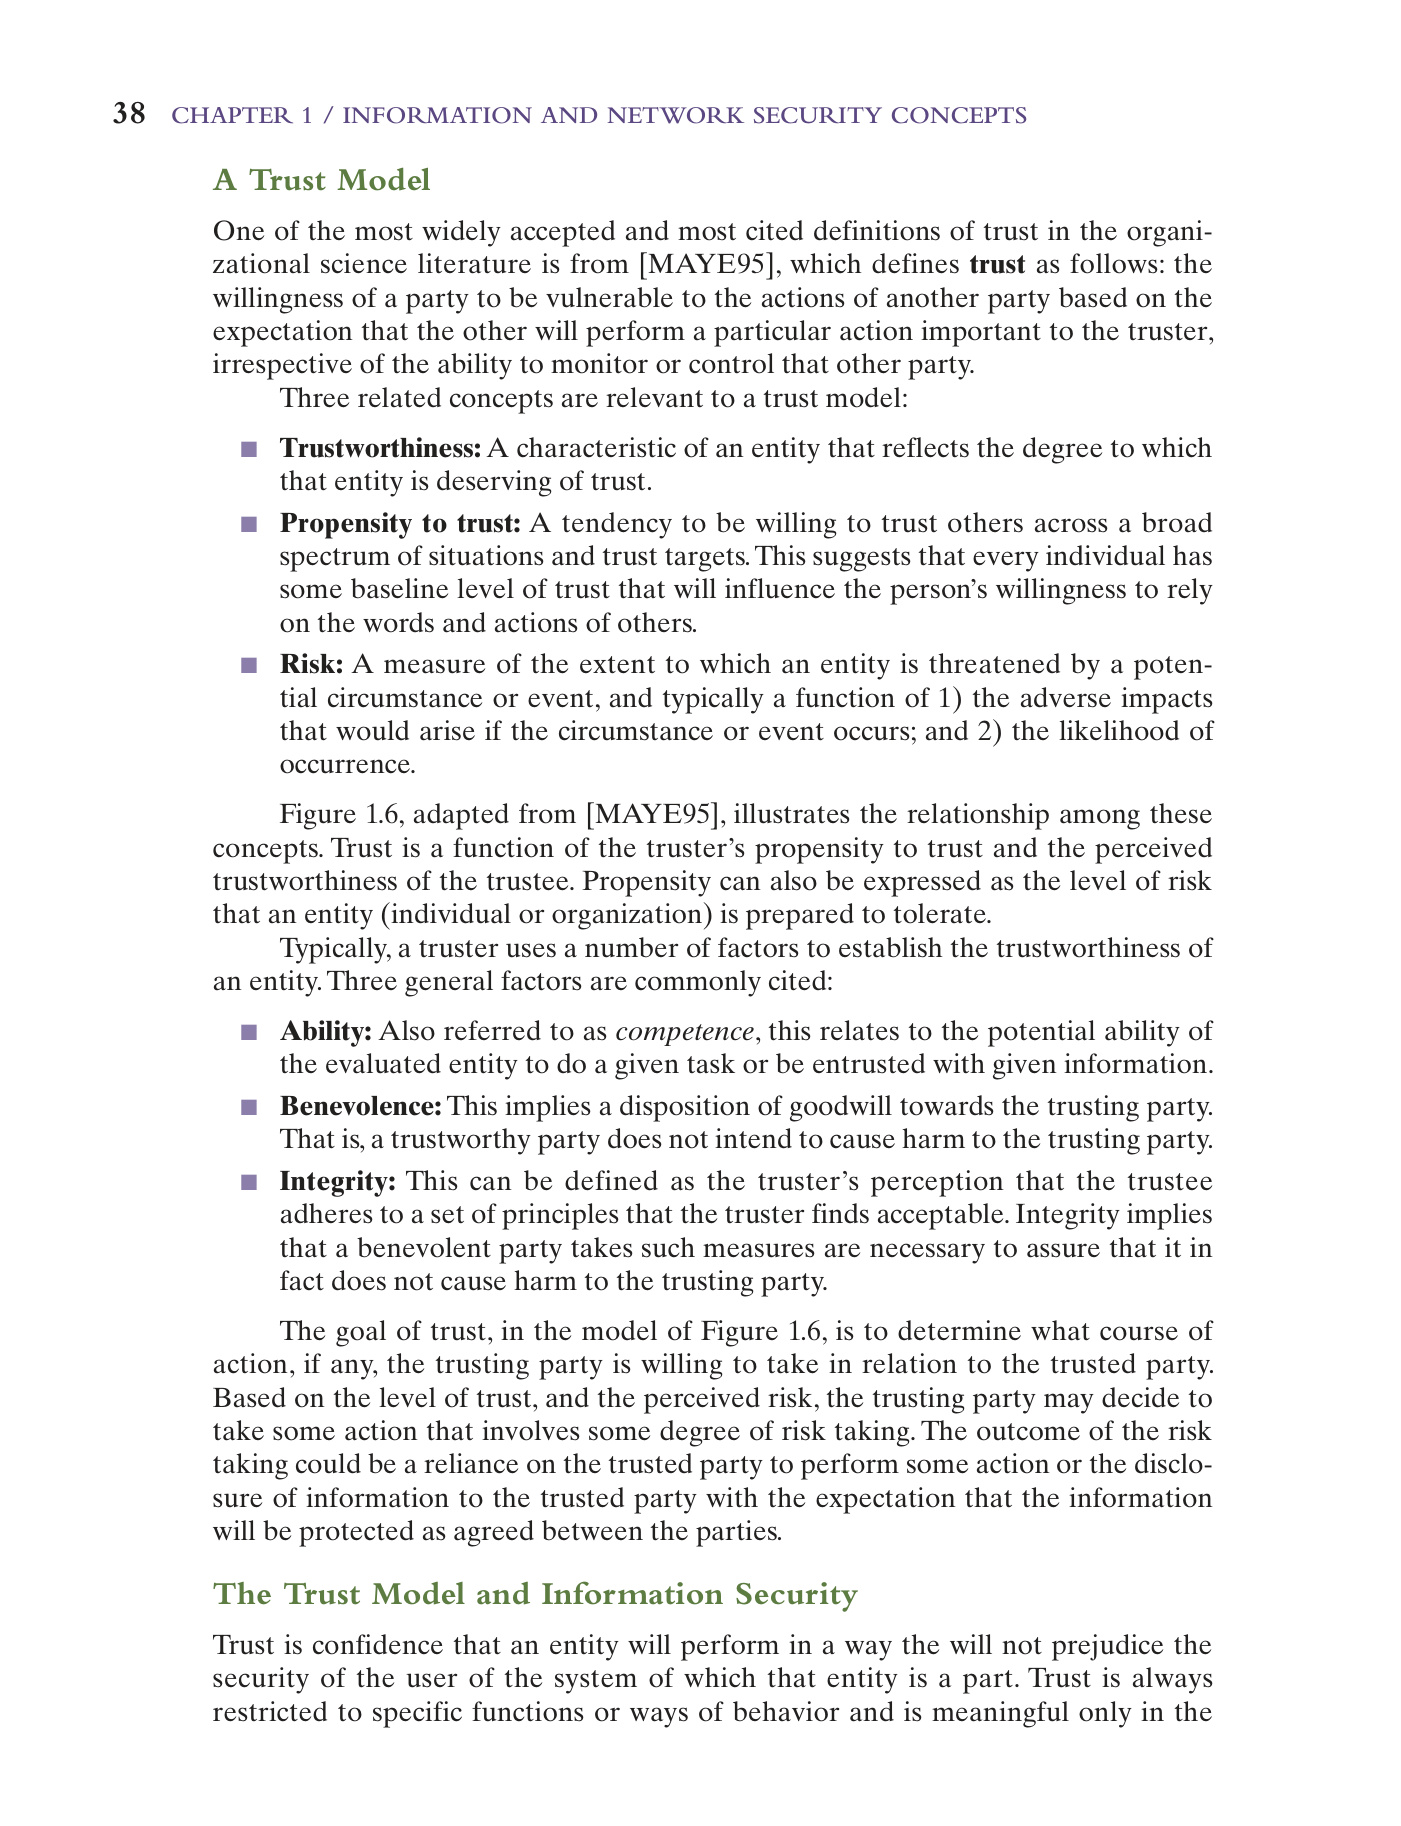 38 CHAPTER 1 / INFORMATION AND NETWORK SECURITY CONCEPTS
A Trust Model
One of the most widely accepted and most cited definitions of trust in the organi-
zational science literature is from [MAYE95], which defines trust as follows: the
willingness of a party to be vulnerable to the actions of another party based on the
expectation that the other will perform a particular action important to the truster,
irrespective of the ability to monitor or control that other party.
Three related concepts are relevant to a trust model:
■ Trustworthiness: A characteristic of an entity that reflects the degree to which
that entity is deserving of trust.
■ Propensity to trust: A tendency to be willing to trust others across a broad
spectrum of situations and trust targets. This suggests that every individual has
some baseline level of trust that will influence the person’s willingness to rely
on the words and actions of others.
■ Risk: A measure of the extent to which an entity is threatened by a poten-
tial circumstance or event, and typically a function of 1) the adverse impacts
that would arise if the circumstance or event occurs; and 2) the likelihood of
occurrence.
Figure 1.6, adapted from [MAYE95], illustrates the relationship among these
concepts. Trust is a function of the truster’s propensity to trust and the perceived
trustworthiness of the trustee. Propensity can also be expressed as the level of risk
that an entity (individual or organization) is prepared to tolerate.
Typically, a truster uses a number of factors to establish the trustworthiness of
an entity. Three general factors are commonly cited:
■ Ability: Also referred to as competence, this relates to the potential ability of
the evaluated entity to do a given task or be entrusted with given information.
■ Benevolence: This implies a disposition of goodwill towards the trusting party.
That is, a trustworthy party does not intend to cause harm to the trusting party.
■ Integrity: This can be defined as the truster’s perception that the trustee
adheres to a set of principles that the truster finds acceptable. Integrity implies
that a benevolent party takes such measures are necessary to assure that it in
fact does not cause harm to the trusting party.
The goal of trust, in the model of Figure 1.6, is to determine what course of
action, if any, the trusting party is willing to take in relation to the trusted party.
Based on the level of trust, and the perceived risk, the trusting party may decide to
take some action that involves some degree of risk taking. The outcome of the risk
taking could be a reliance on the trusted party to perform some action or the disclo-
sure of information to the trusted party with the expectation that the information
will be protected as agreed between the parties.
The Trust Model and Information Security
Trust is confidence that an entity will perform in a way the will not prejudice the
security of the user of the system of which that entity is a part. Trust is always
restricted to specific functions or ways of behavior and is meaningful only in the